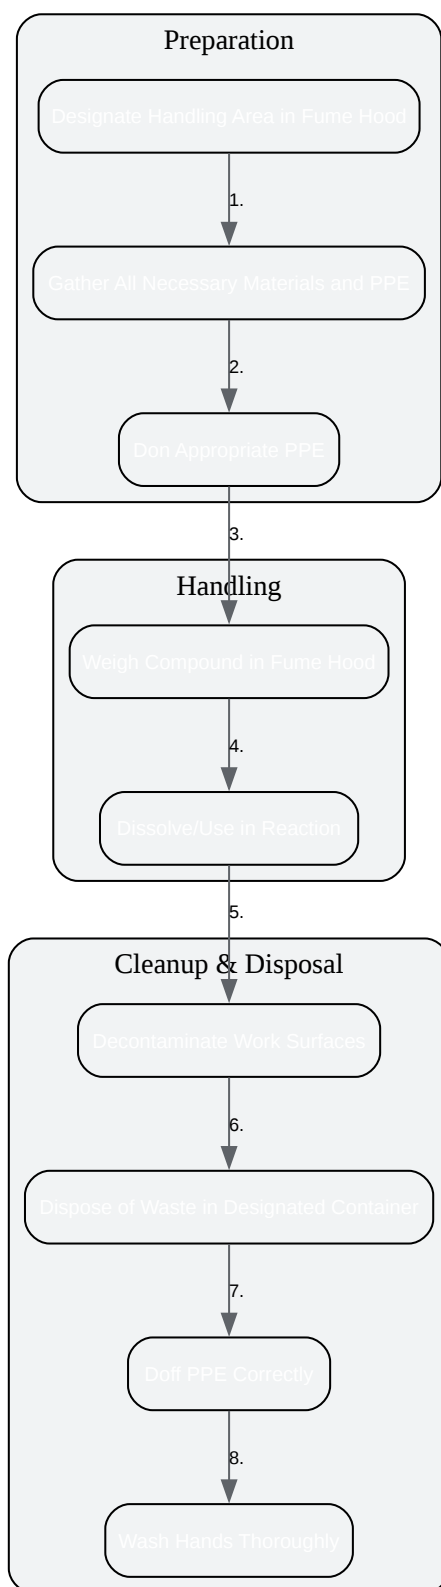 Preparation
Designate Handling Area in Fume Hood
1.
Gather All Necessary Materials and PPE
2.
Don Appropriate PPE
3.
Handling
Weigh Compound in Fume Hood
4.
Dissolve/Use in Reaction
5.
Cleanup & Disposal
Decontaminate Work Surfaces
6.
Dispose of Waste in Designated Container
7.
Doff PPE Correctly
8.
Wash Hands Thoroughly